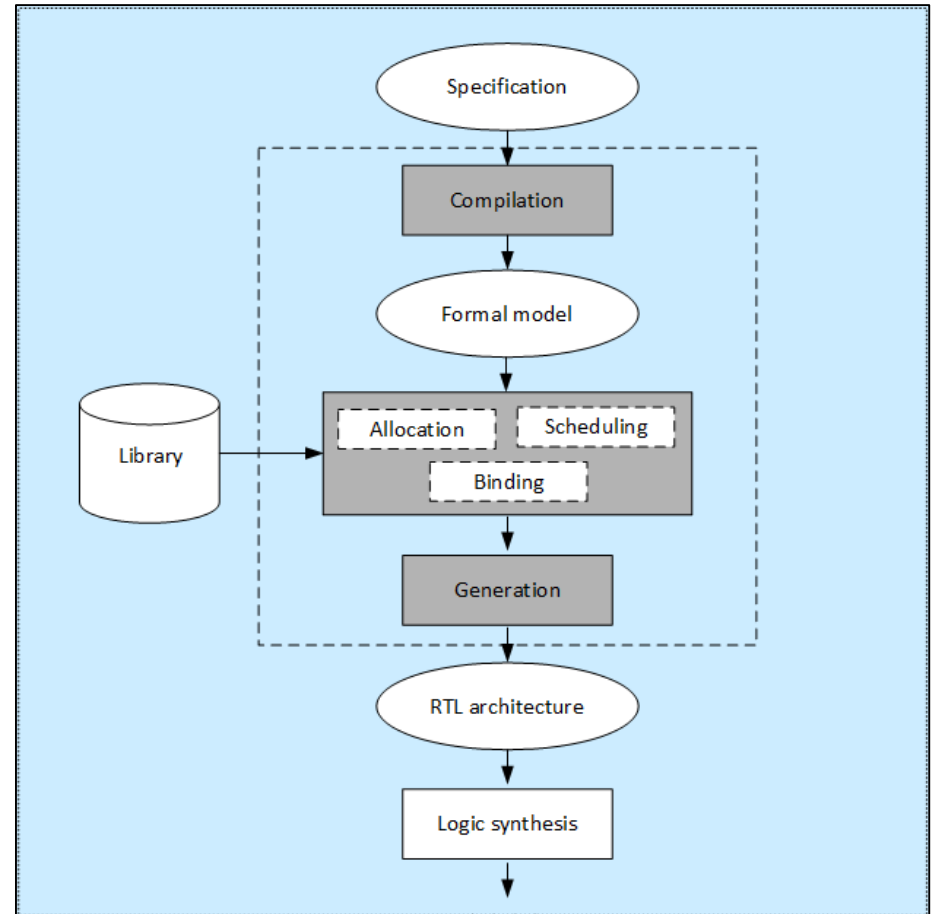 Specification
Compilation
Formal model
Allocation
Scheduling
Library
Binding
Generation
RTL architecture
Logic synthesis